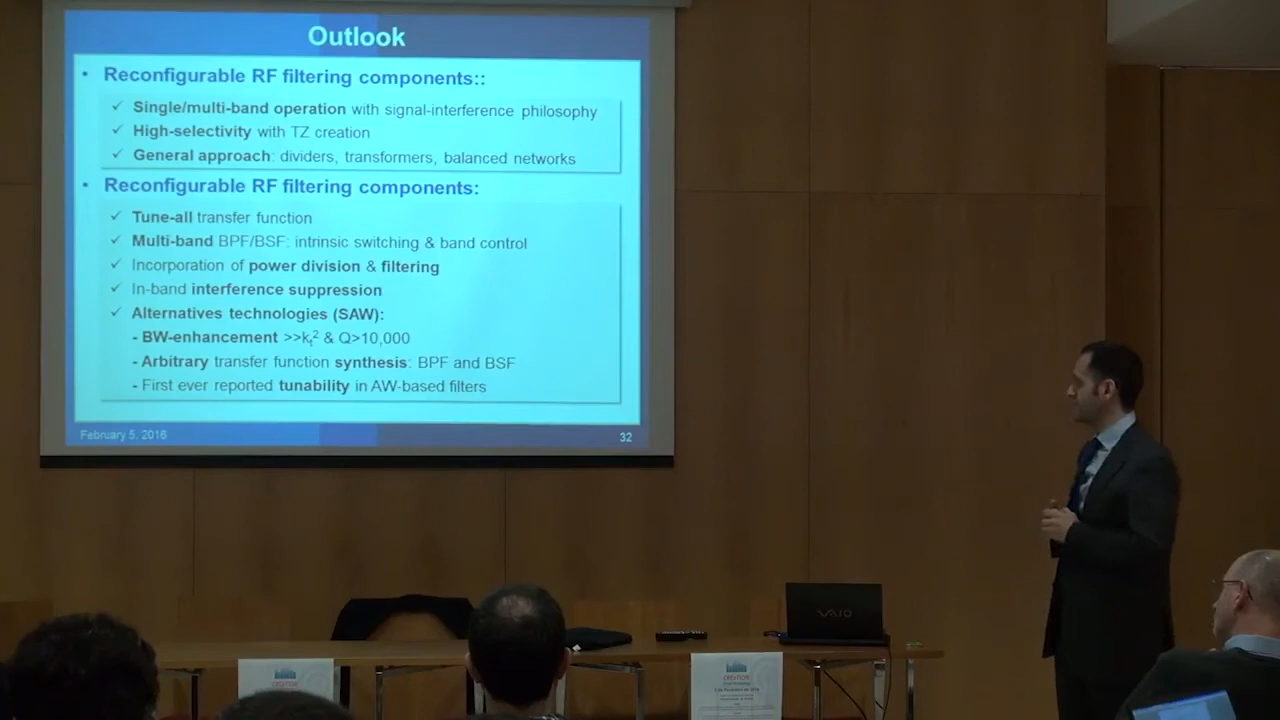 Outlook
• Reconfigurable RF filtering components::
✓ Single/multi-band operation with signal-interference philosophy
✓ High-selectivity with TZ creation
✓ General approach: dividers, transformers, balanced networks
• Reconfigurable RF filtering components:
✓ Tune-all transfer function
✓ Multi-band BPF/BSF: intrinsic switching & band control
✓ Incorporation of power division & filtering
✓ In-band interference suppression
✓ Alternatives technologies (SAW):
- BW-enhancement >>kₜ² & Q>10,000
- Arbitrary transfer function synthesis: BPF and BSF
- First ever reported tunability in AW-based filters
February 5, 2016
32
VAIO